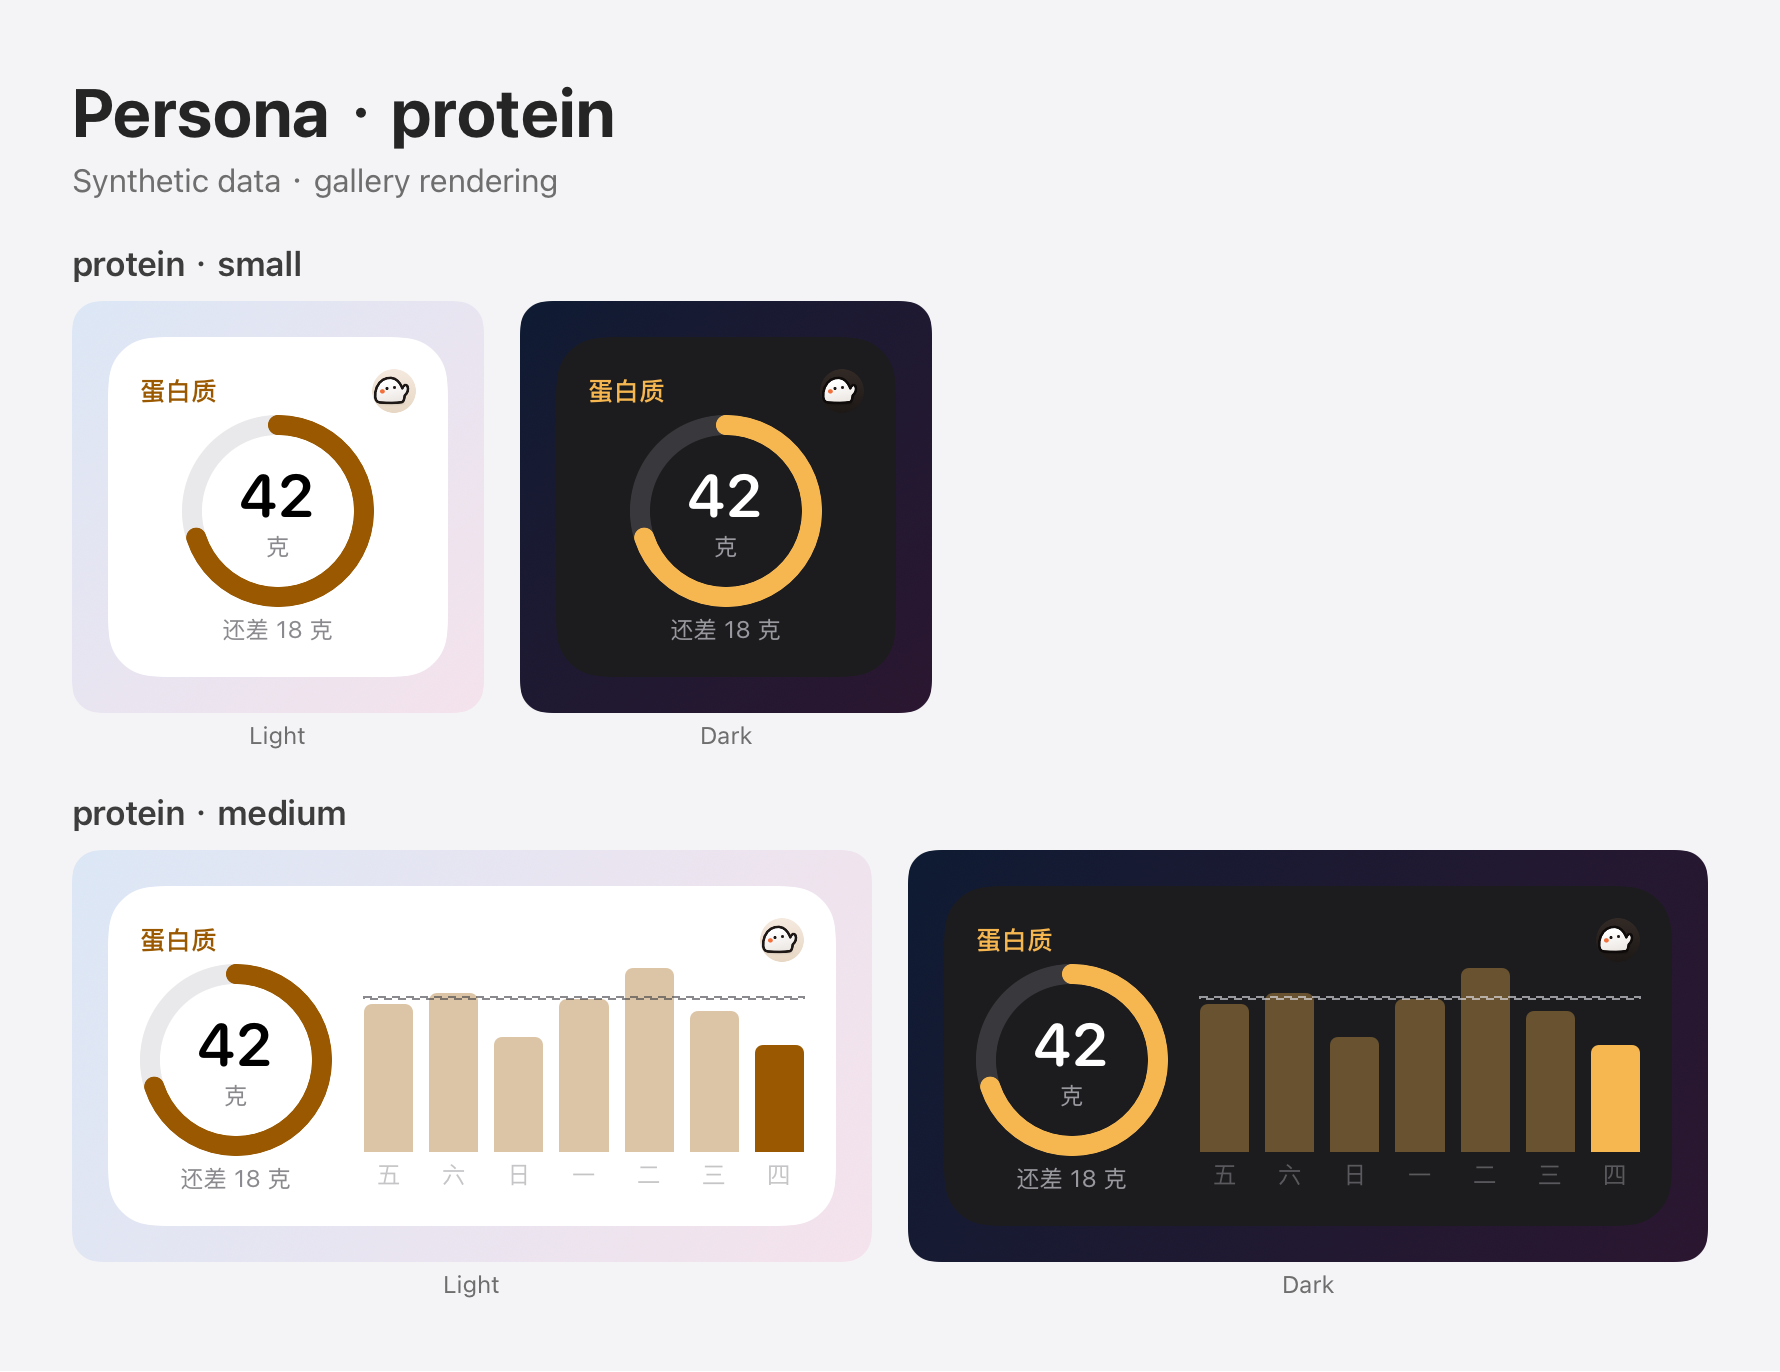 Persona · protein
Synthetic data · gallery rendering
protein · small
蛋白质
42
克
还差 18 克
Light
蛋白质
42
克
还差 18 克
Dark
protein · medium
蛋白质
42
克
还差 18 克
五 六 日 一 二 三 四
Light
蛋白质
42
克
还差 18 克
五 六 日 一 二 三 四
Dark